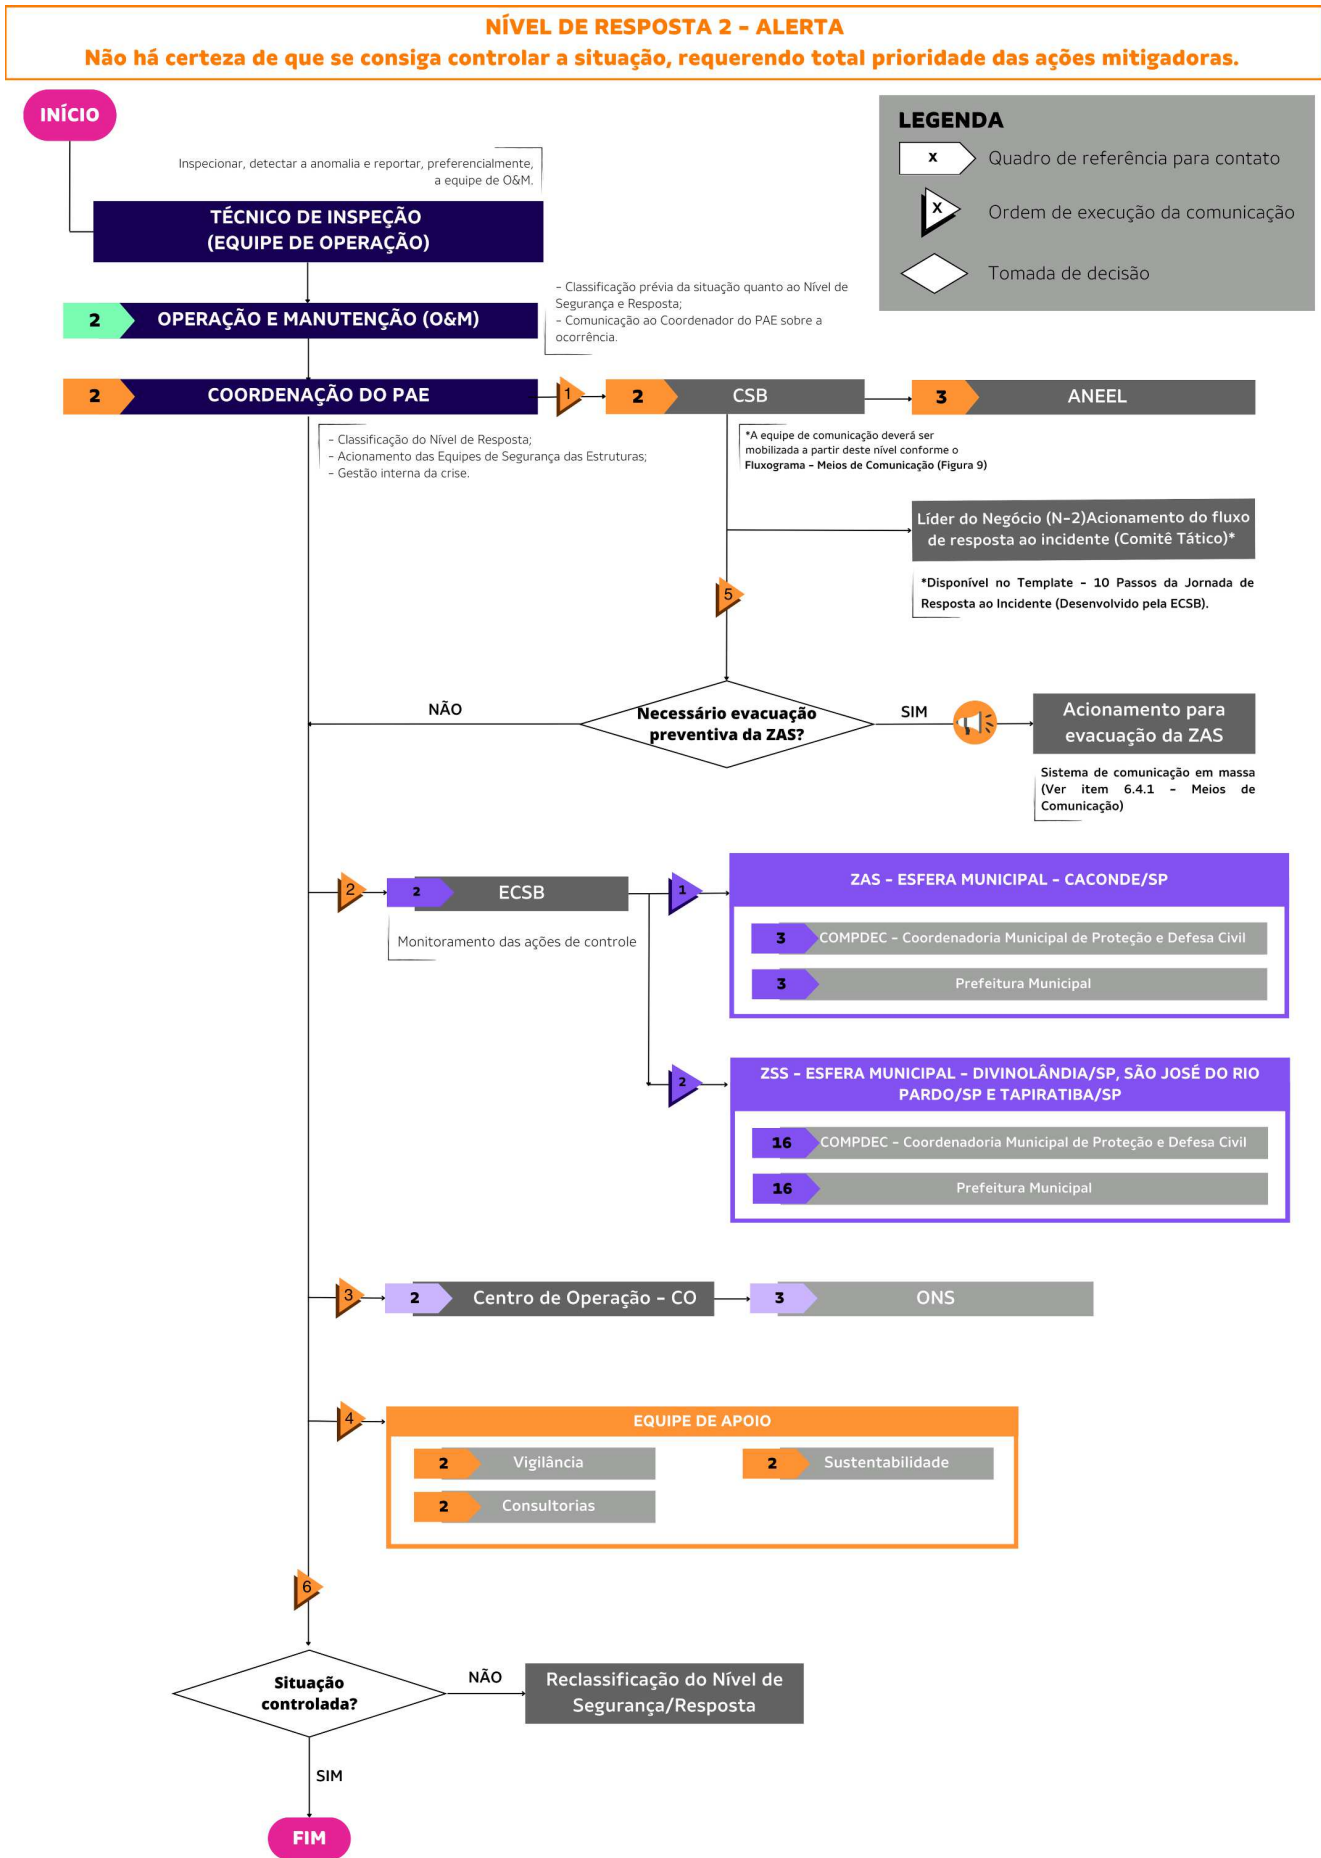 NÍVEL DE RESPOSTA 2 – ALERTA
Não há certeza de que se consiga controlar a situação, requerendo total prioridade das ações mitigadoras.
INÍCIO
LEGENDA
X
Quadro de referência para contato
X
Ordem de execução da comunicação
Tomada de decisão
Inspecionar, detectar a anomalia e reportar, preferencialmente,
a equipe de O&M.
TÉCNICO DE INSPEÇÃO
(EQUIPE DE OPERAÇÃO)
2
OPERAÇÃO E MANUTENÇÃO (O&M)
– Classificação prévia da situação quanto ao Nível de
Segurança e Resposta;
– Comunicação ao Coordenador do PAE sobre a
ocorrência.
2
COORDENAÇÃO DO PAE
1
2
CSB
3
ANEEL
– Classificação do Nível de Resposta;
– Acionamento das Equipes de Segurança das Estruturas;
– Gestão interna da crise.
*A equipe de comunicação deverá ser
mobilizada a partir deste nível conforme o
Fluxograma – Meios de Comunicação (Figura 9)
Líder do Negócio (N-2)Acionamento do fluxo
de resposta ao incidente (Comitê Tático)*
*Disponível no Template – 10 Passos da Jornada de
Resposta ao Incidente (Desenvolvido pela ECSB).
5
NÃO
Necessário evacuação
preventiva da ZAS?
SIM
Acionamento para
evacuação da ZAS
Sistema de comunicação em massa
(Ver item 6.4.1 – Meios de
Comunicação)
2
2
ECSB
Monitoramento das ações de controle
1
ZAS – ESFERA MUNICIPAL – CACONDE/SP
3
COMPDEC – Coordenadoria Municipal de Proteção e Defesa Civil
3
Prefeitura Municipal
2
ZSS – ESFERA MUNICIPAL – DIVINOLÂNDIA/SP, SÃO JOSÉ DO RIO
PARDO/SP E TAPIRATIBA/SP
16
COMPDEC – Coordenadoria Municipal de Proteção e Defesa Civil
16
Prefeitura Municipal
3
2
Centro de Operação – CO
3
ONS
4
EQUIPE DE APOIO
2
Vigilância
2
Sustentabilidade
2
Consultorias
6
Situação
controlada?
NÃO
Reclassificação do Nível de
Segurança/Resposta
SIM
FIM